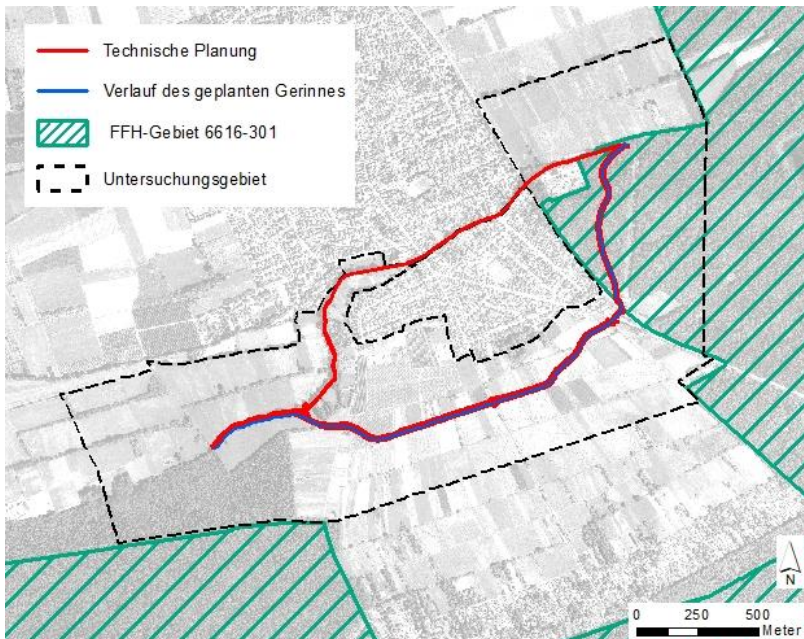 Technische Planung
Verlauf des geplanten Gerinnes
FFH-Gebiet 6616-301
Untersuchungsgebiet
N
0 250 500
Meter